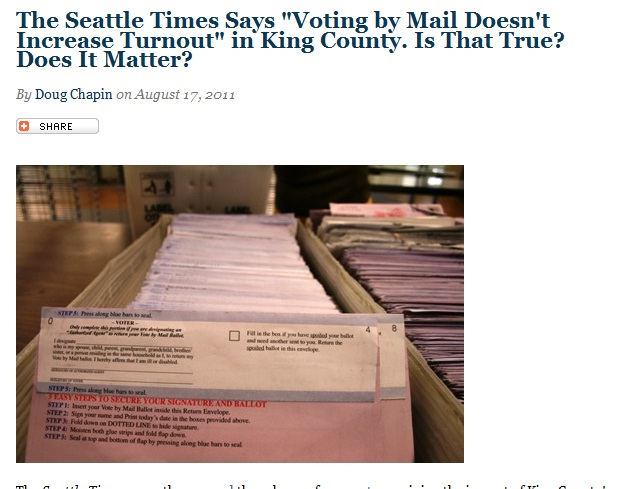 The Seattle Times Says "Voting by Mail Doesn't
Increase Turnout" in King County. Is That True?
Does It Matter?
By Doug Chapin on August 17, 2011
SHARE
LABEL
STEP 5: Press along blue bars to seal.
0
- VOTER -
4
8
Only complete this portion if you are designating an
"Authorized Agent" to return your Vote by Mail ballot.
I designate
who is my spouse, child, parent, grandparent, grandchild, brother/
sister, or a person residing in the same household as I, to return my
Vote by Mail ballot. I hereby affirm that I am ill or disabled.
Fill in the box if you have spoiled your ballot
and need another sent to you. Return the
spoiled ballot in this envelope.
STEP 5: Press along blue bars to seal.
5 EASY STEPS TO SECURE YOUR SIGNATURE AND BALLOT
STEP 1: Insert your Vote by Mail Ballot inside this Return Envelope.
STEP 2: Sign your name and Print today's date in the boxes provided above.
STEP 3: Fold down on DOTTED LINE to hide signature.
STEP 4: Moisten both glue strips and fold flap down.
STEP 5: Seal at top and bottom of flap by pressing along blue bars to seal.